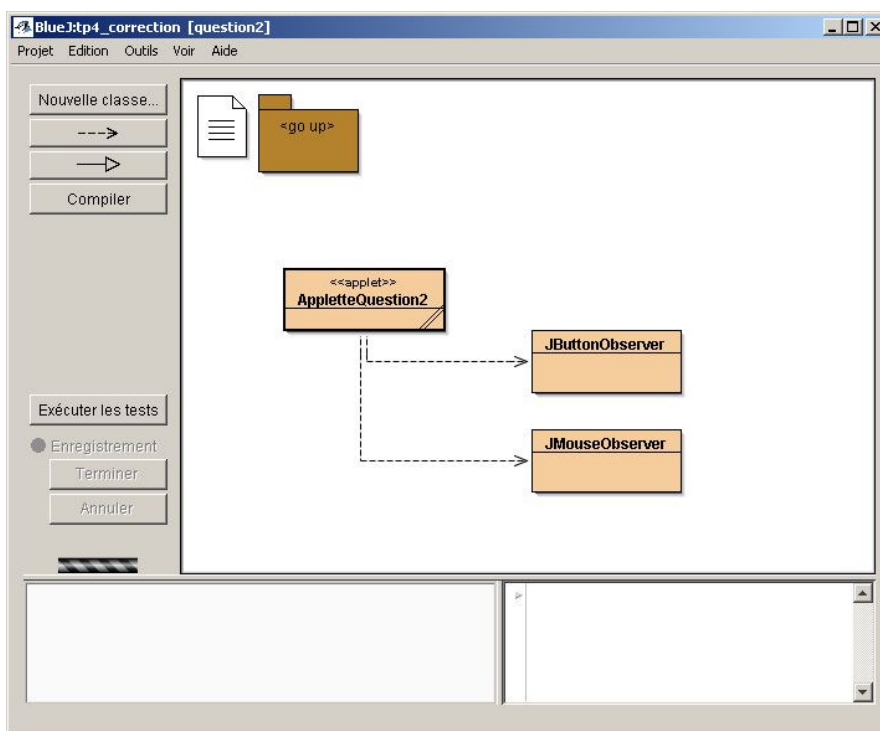 BlueJ:tp4_correction [question2]
Projet Edition Outils Voir Aide
Nouvelle classe...
Compiler
<go up>
<<applet>>
AppletteQuestion2
JButtonObserver
JMouseObserver
Exécuter les tests
Enregistrement
Terminer
Annuler